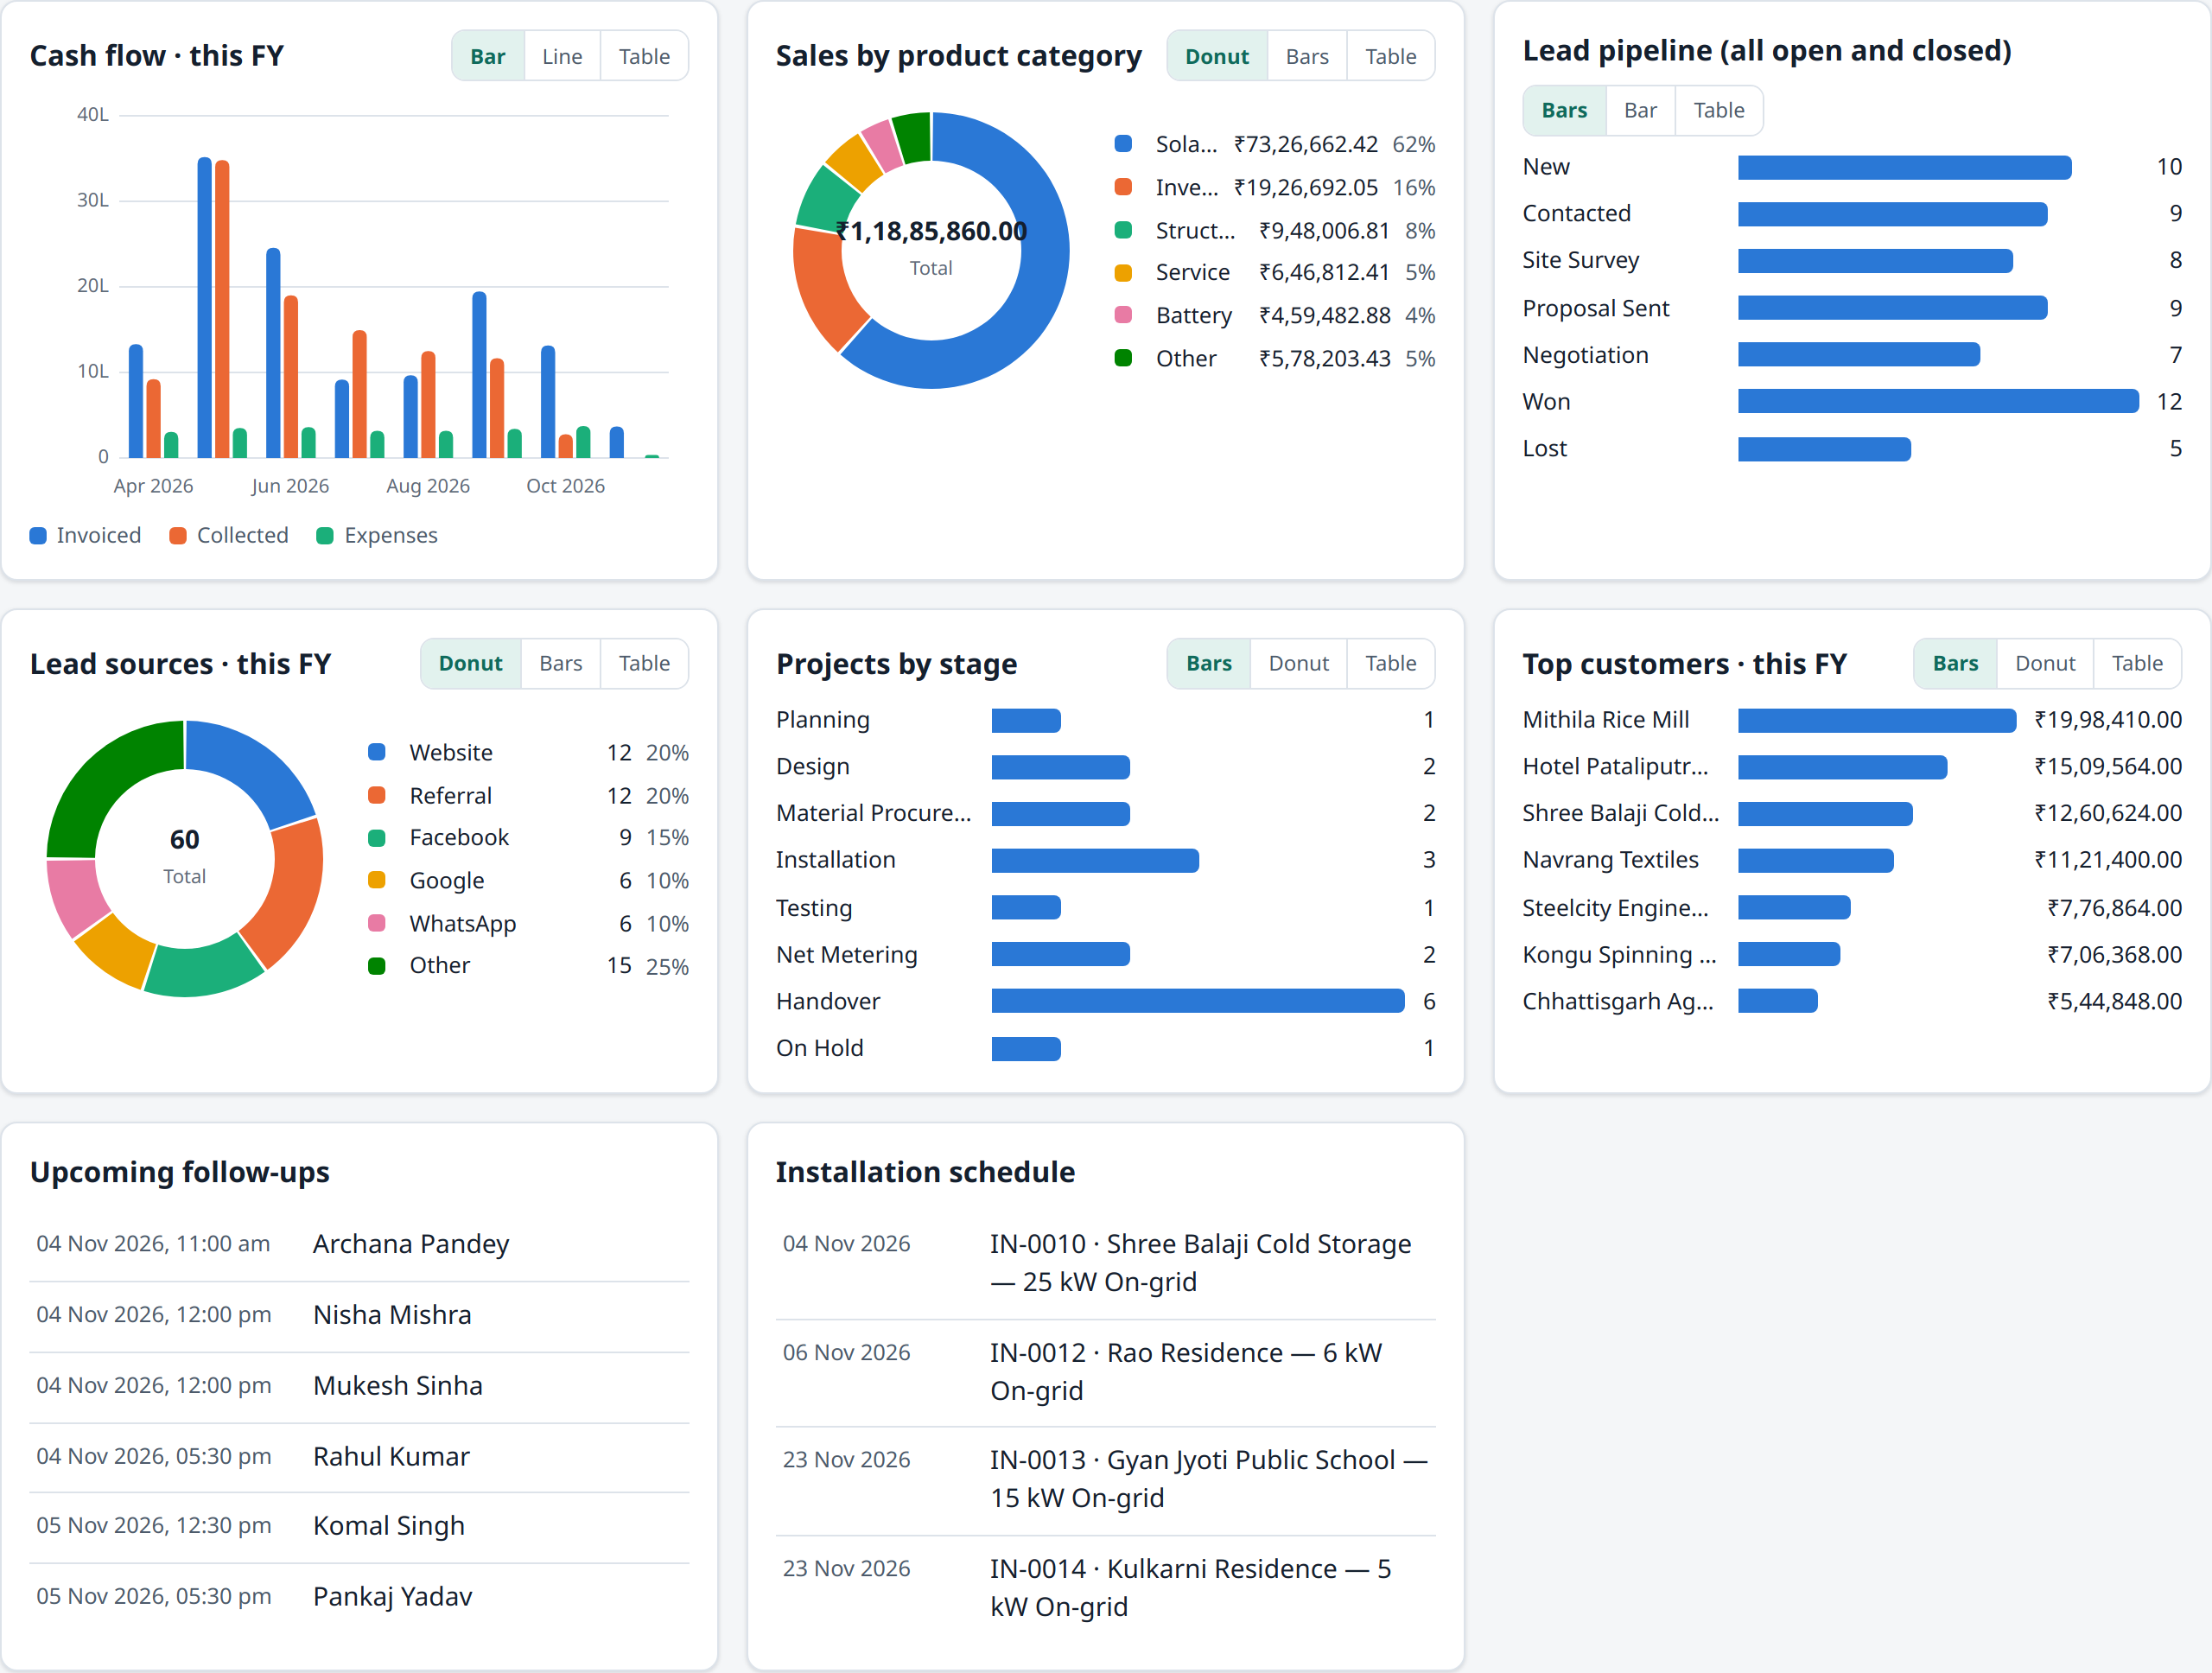 Cash flow · this FY
Bar Line Table
40L
30L
20L
10L
0
Apr 2026 Jun 2026 Aug 2026 Oct 2026
Invoiced Collected Expenses
Sales by product category
Donut Bars Table
₹1,18,85,860.00
Total
Sola... ₹73,26,662.42 62%
Inve... ₹19,26,692.05 16%
Struct... ₹9,48,006.81 8%
Service ₹6,46,812.41 5%
Battery ₹4,59,482.88 4%
Other ₹5,78,203.43 5%
Lead pipeline (all open and closed)
Bars Bar Table
New 10
Contacted 9
Site Survey 8
Proposal Sent 9
Negotiation 7
Won 12
Lost 5
Lead sources · this FY
Donut Bars Table
60
Total
Website 12 20%
Referral 12 20%
Facebook 9 15%
Google 6 10%
WhatsApp 6 10%
Other 15 25%
Projects by stage
Bars Donut Table
Planning 1
Design 2
Material Procure... 2
Installation 3
Testing 1
Net Metering 2
Handover 6
On Hold 1
Top customers · this FY
Bars Donut Table
Mithila Rice Mill ₹19,98,410.00
Hotel Pataliputr... ₹15,09,564.00
Shree Balaji Cold... ₹12,60,624.00
Navrang Textiles ₹11,21,400.00
Steelcity Engine... ₹7,76,864.00
Kongu Spinning ... ₹7,06,368.00
Chhattisgarh Ag... ₹5,44,848.00
Upcoming follow-ups
04 Nov 2026, 11:00 am Archana Pandey
04 Nov 2026, 12:00 pm Nisha Mishra
04 Nov 2026, 12:00 pm Mukesh Sinha
04 Nov 2026, 05:30 pm Rahul Kumar
05 Nov 2026, 12:30 pm Komal Singh
05 Nov 2026, 05:30 pm Pankaj Yadav
Installation schedule
04 Nov 2026 IN-0010 · Shree Balaji Cold Storage
— 25 kW On-grid
06 Nov 2026 IN-0012 · Rao Residence — 6 kW
On-grid
23 Nov 2026 IN-0013 · Gyan Jyoti Public School —
15 kW On-grid
23 Nov 2026 IN-0014 · Kulkarni Residence — 5
kW On-grid